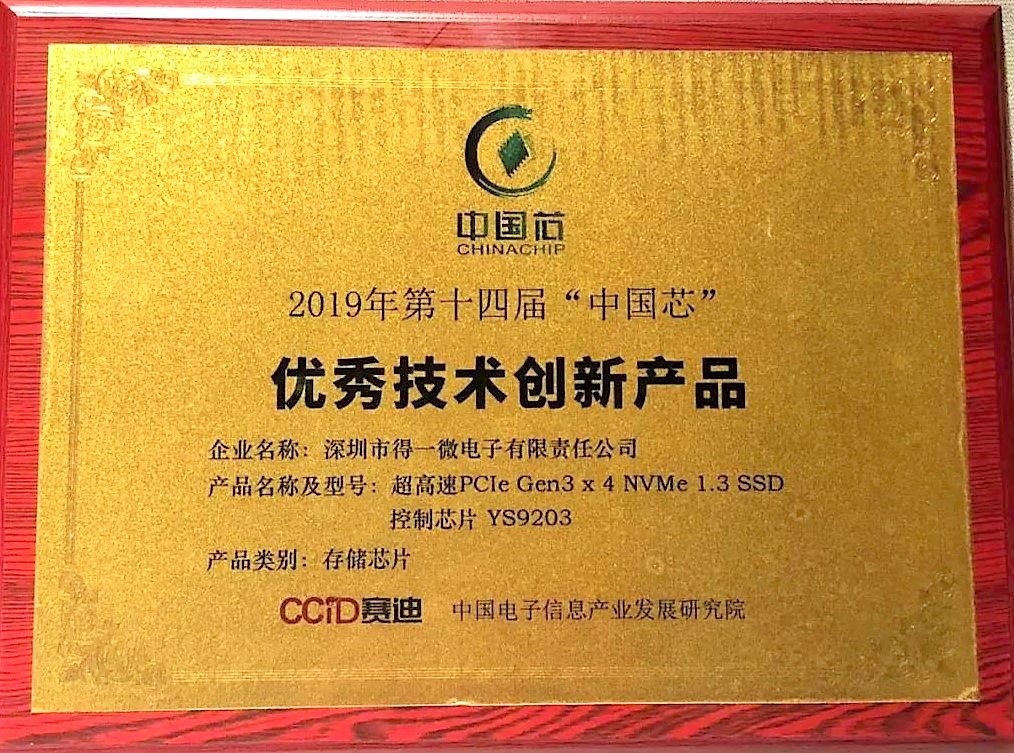 中国芯
CHINACHIP
2019年第十四届“中国芯”
优秀技术创新产品
企业名称：深圳市得一微电子有限责任公司
产品名称及型号：超高速PCIe Gen3 x 4 NVMe 1.3 SSD
控制芯片 YS9203
产品类别：存储芯片
CCID赛迪 中国电子信息产业发展研究院